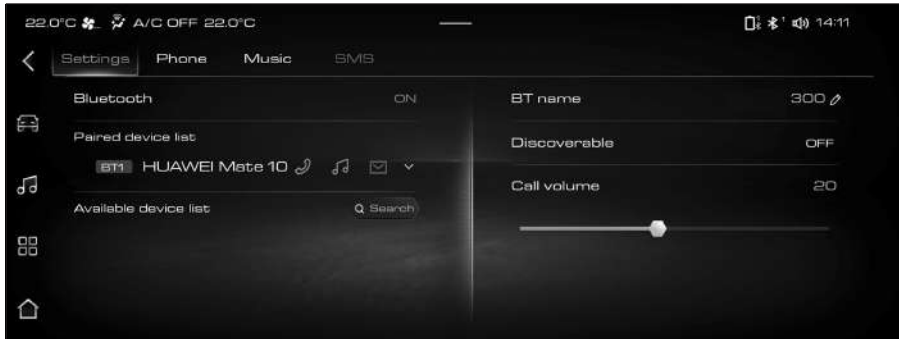 22.0°C A/C OFF 22.0°C 1 14:11
Settings Phone Music SMS
Bluetooth ON
Paired device list
BT1 HUAWEI Mate 10
Available device list Search
BT name 300
Discoverable OFF
Call volume 20